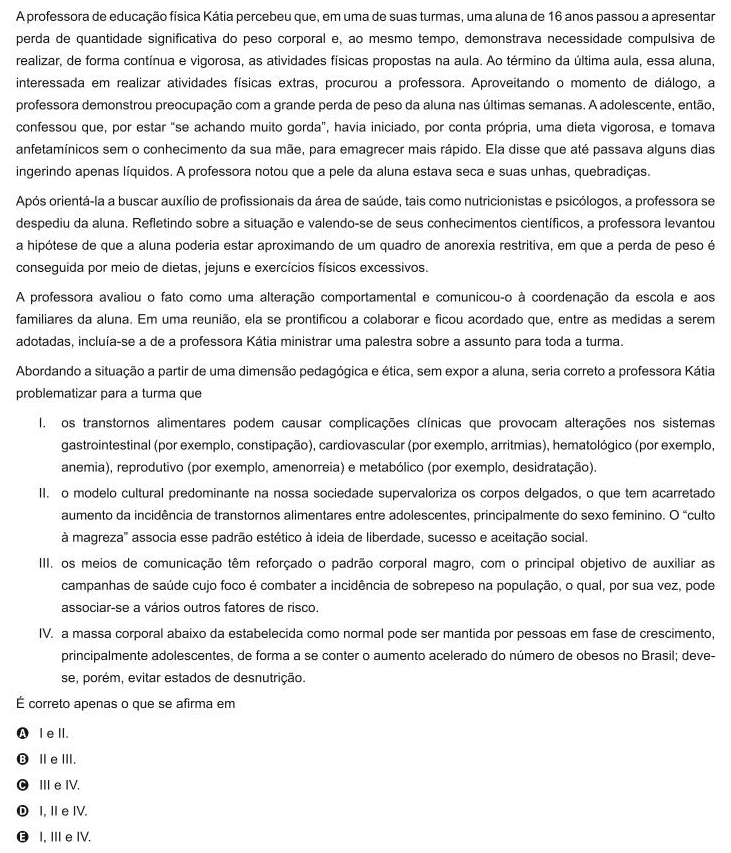 A professora de educação física Kátia percebeu que, em uma de suas turmas, uma aluna de 16 anos passou a apresentar
perda de quantidade significativa do peso corporal e, ao mesmo tempo, demonstrava necessidade compulsiva de
realizar, de forma contínua e vigorosa, as atividades físicas propostas na aula. Ao término da última aula, essa aluna,
interessada em realizar atividades físicas extras, procurou a professora. Aproveitando o momento de diálogo, a
professora demonstrou preocupação com a grande perda de peso da aluna nas últimas semanas. A adolescente, então,
confessou que, por estar “se achando muito gorda”, havia iniciado, por conta própria, uma dieta vigorosa, e tomava
anfetamínicos sem o conhecimento da sua mãe, para emagrecer mais rápido. Ela disse que até passava alguns dias
ingerindo apenas líquidos. A professora notou que a pele da aluna estava seca e suas unhas, quebradiças.
Após orientá-la a buscar auxílio de profissionais da área de saúde, tais como nutricionistas e psicólogos, a professora se
despediu da aluna. Refletindo sobre a situação e valendo-se de seus conhecimentos científicos, a professora levantou
a hipótese de que a aluna poderia estar aproximando de um quadro de anorexia restritiva, em que a perda de peso é
conseguida por meio de dietas, jejuns e exercícios físicos excessivos.
A professora avaliou o fato como uma alteração comportamental e comunicou-o à coordenação da escola e aos
familiares da aluna. Em uma reunião, ela se prontificou a colaborar e ficou acordado que, entre as medidas a serem
adotadas, incluía-se a de a professora Kátia ministrar uma palestra sobre a assunto para toda a turma.
Abordando a situação a partir de uma dimensão pedagógica e ética, sem expor a aluna, seria correto a professora Kátia
problematizar para a turma que
I. os transtornos alimentares podem causar complicações clínicas que provocam alterações nos sistemas
gastrointestinal (por exemplo, constipação), cardiovascular (por exemplo, arritmias), hematológico (por exemplo,
anemia), reprodutivo (por exemplo, amenorreia) e metabólico (por exemplo, desidratação).
II. o modelo cultural predominante na nossa sociedade supervaloriza os corpos delgados, o que tem acarretado
aumento da incidência de transtornos alimentares entre adolescentes, principalmente do sexo feminino. O “culto
à magreza” associa esse padrão estético à ideia de liberdade, sucesso e aceitação social.
III. os meios de comunicação têm reforçado o padrão corporal magro, com o principal objetivo de auxiliar as
campanhas de saúde cujo foco é combater a incidência de sobrepeso na população, o qual, por sua vez, pode
associar-se a vários outros fatores de risco.
IV. a massa corporal abaixo da estabelecida como normal pode ser mantida por pessoas em fase de crescimento,
principalmente adolescentes, de forma a se conter o aumento acelerado do número de obesos no Brasil; deve-
se, porém, evitar estados de desnutrição.
É correto apenas o que se afirma em
A I e II.
B II e III.
C III e IV.
D I, II e IV.
E I, III e IV.